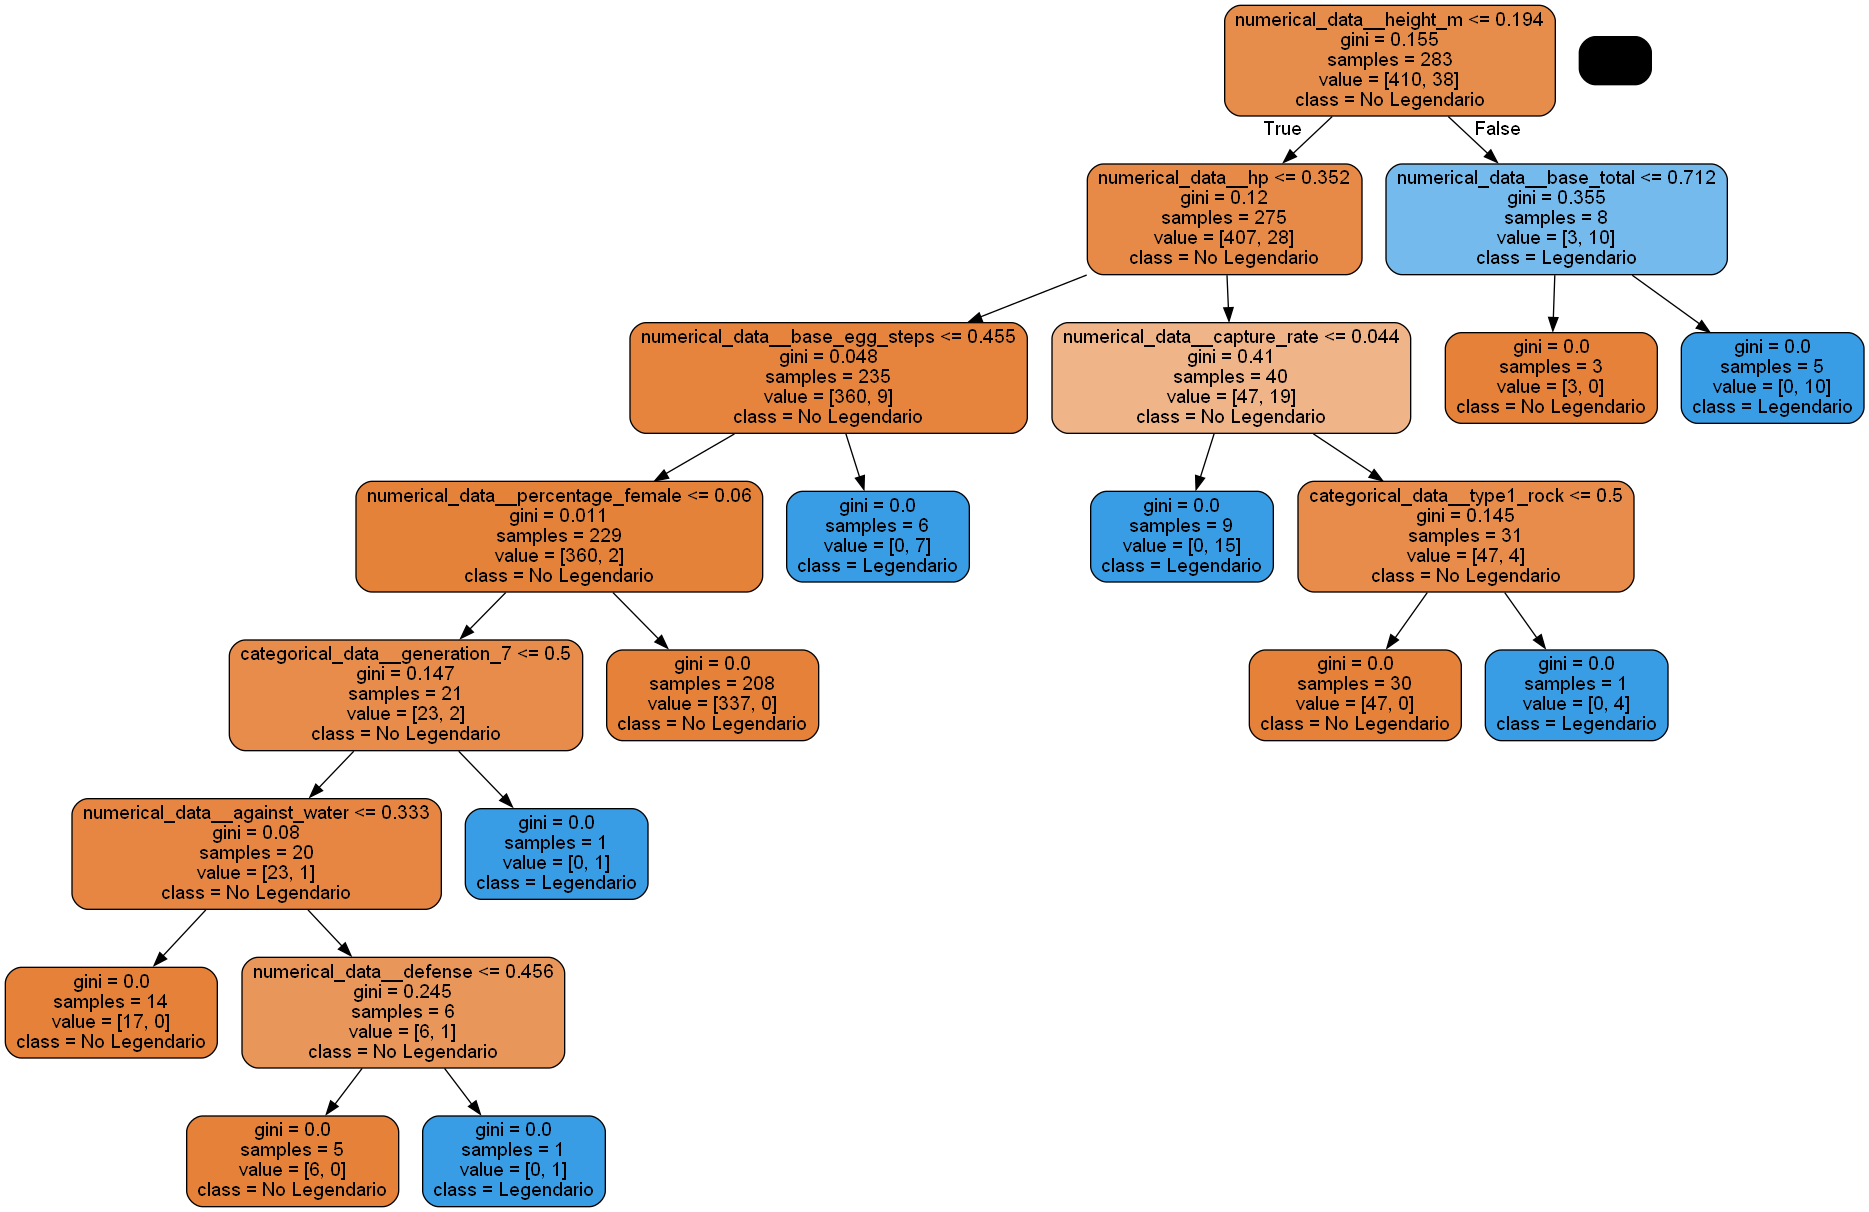 numerical_data__height_m <= 0.194
gini = 0.155
samples = 283
value = [410, 38]
class = No Legendario
True
False
numerical_data__hp <= 0.352
gini = 0.12
samples = 275
value = [407, 28]
class = No Legendario
numerical_data__base_total <= 0.712
gini = 0.355
samples = 8
value = [3, 10]
class = Legendario
numerical_data__base_egg_steps <= 0.455
gini = 0.048
samples = 235
value = [360, 9]
class = No Legendario
numerical_data__capture_rate <= 0.044
gini = 0.41
samples = 40
value = [47, 19]
class = No Legendario
gini = 0.0
samples = 3
value = [3, 0]
class = No Legendario
gini = 0.0
samples = 5
value = [0, 10]
class = Legendario
numerical_data__percentage_female <= 0.06
gini = 0.011
samples = 229
value = [360, 2]
class = No Legendario
gini = 0.0
samples = 6
value = [0, 7]
class = Legendario
gini = 0.0
samples = 9
value = [0, 15]
class = Legendario
categorical_data__type1_rock <= 0.5
gini = 0.145
samples = 31
value = [47, 4]
class = No Legendario
categorical_data__generation_7 <= 0.5
gini = 0.147
samples = 21
value = [23, 2]
class = No Legendario
gini = 0.0
samples = 208
value = [337, 0]
class = No Legendario
gini = 0.0
samples = 30
value = [47, 0]
class = No Legendario
gini = 0.0
samples = 1
value = [0, 4]
class = Legendario
numerical_data__against_water <= 0.333
gini = 0.08
samples = 20
value = [23, 1]
class = No Legendario
gini = 0.0
samples = 1
value = [0, 1]
class = Legendario
gini = 0.0
samples = 14
value = [17, 0]
class = No Legendario
numerical_data__defense <= 0.456
gini = 0.245
samples = 6
value = [6, 1]
class = No Legendario
gini = 0.0
samples = 5
value = [6, 0]
class = No Legendario
gini = 0.0
samples = 1
value = [0, 1]
class = Legendario